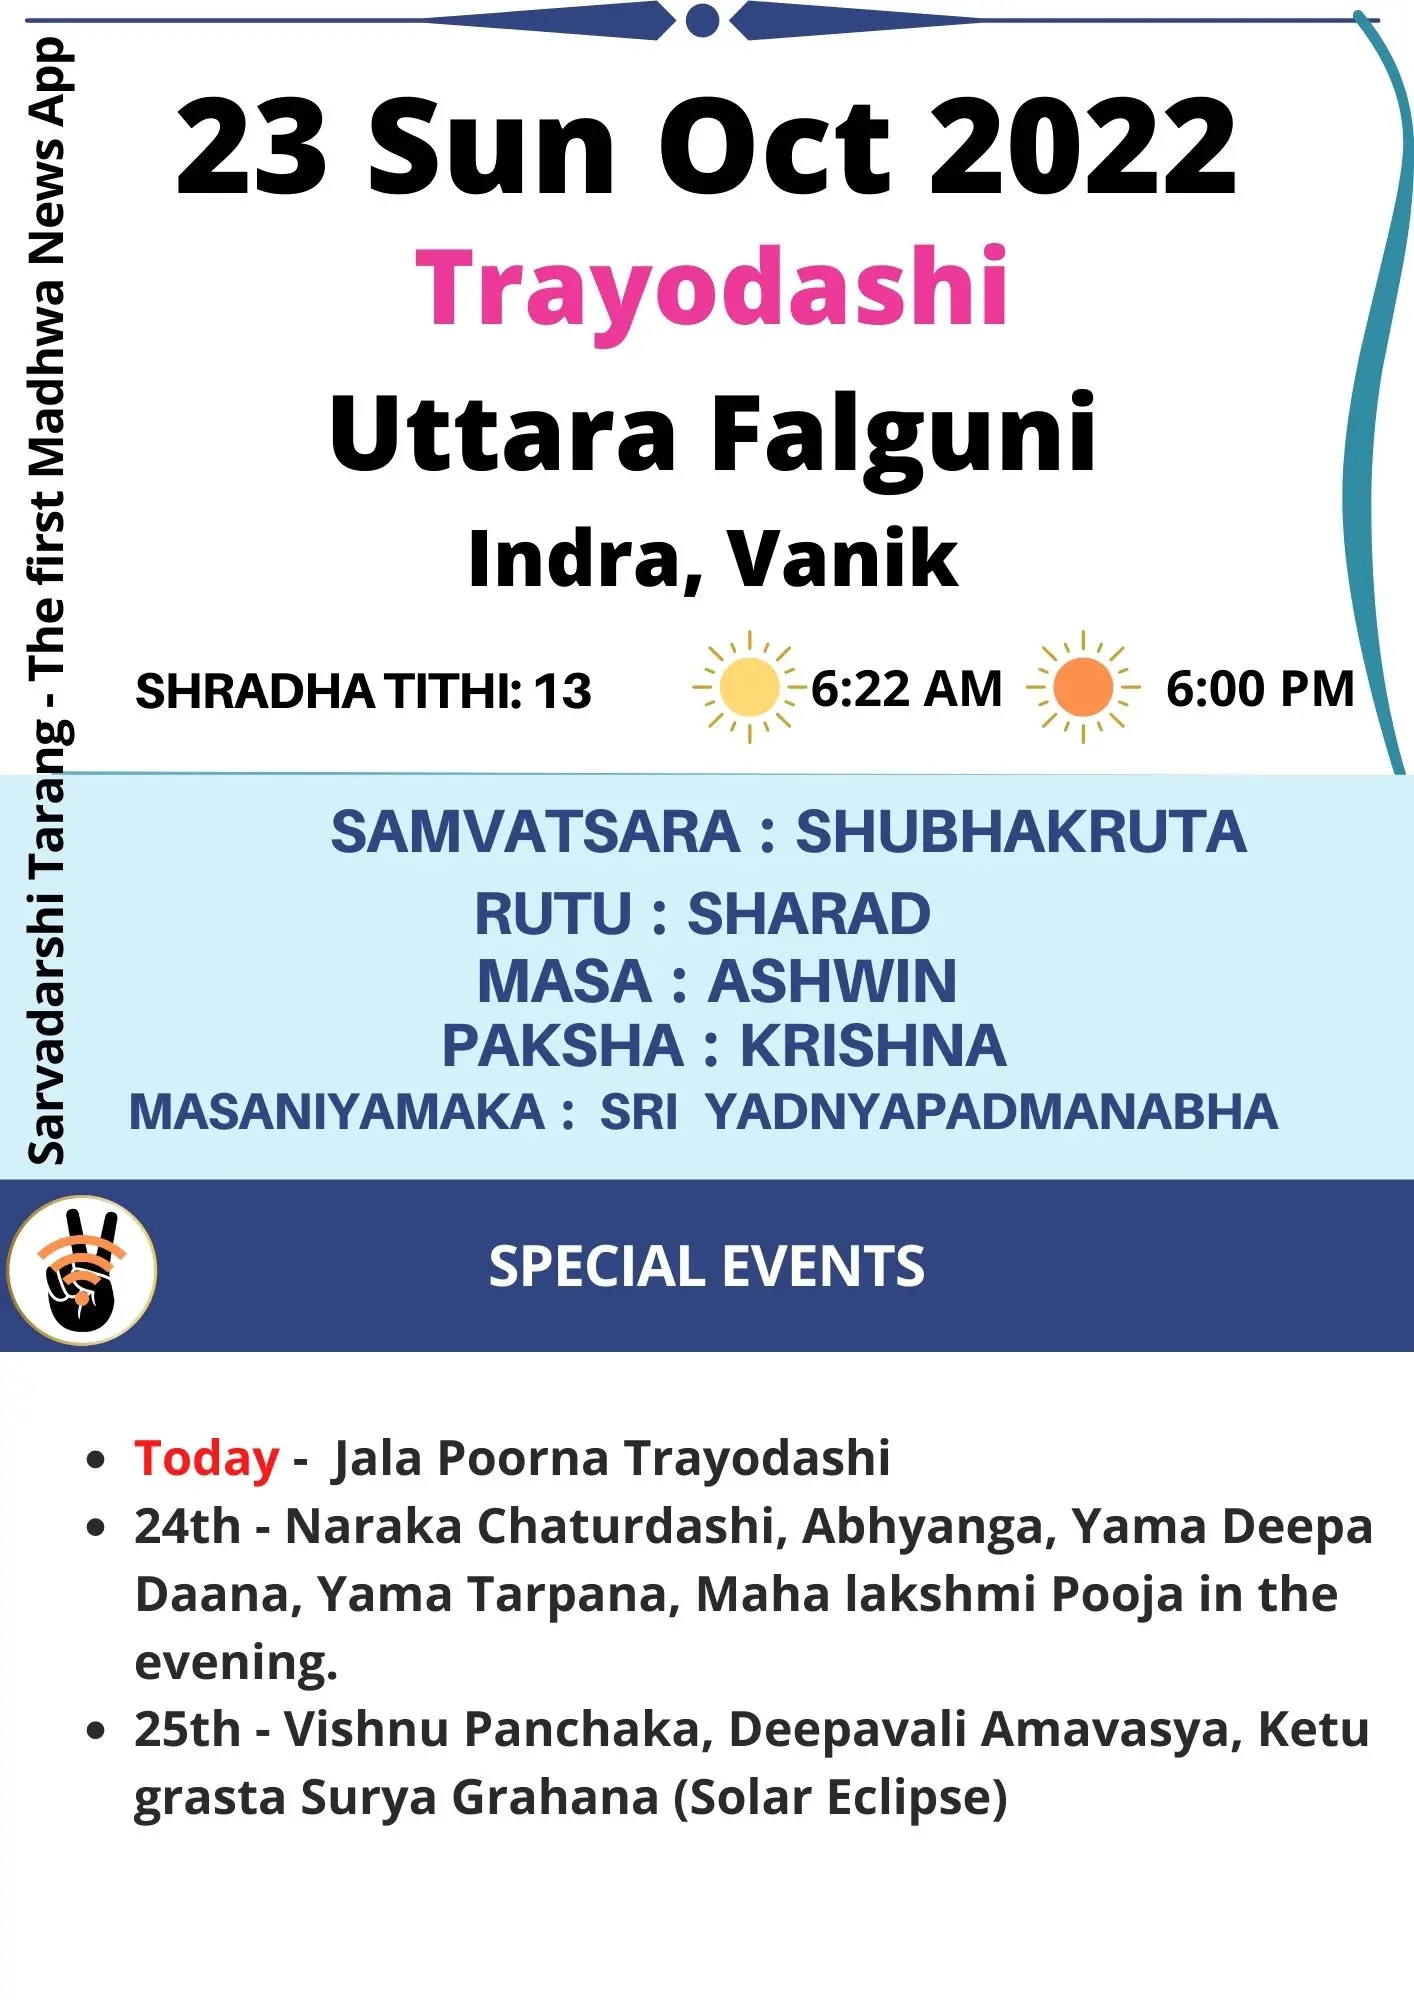 Sarvadarshi Tarang - The first Madhwa News App
23 Sun Oct 2022
Trayodashi
Uttara Falguni
Indra, Vanik
SHRADHA TITHI: 13 6:22 AM 6:00 PM
SAMVATSARA : SHUBHAKRUTA
RUTU : SHARAD
MASA : ASHWIN
PAKSHA : KRISHNA
MASANIYAMAKA : SRI YADNYAPADMANABHA
SPECIAL EVENTS
• Today - Jala Poorna Trayodashi
• 24th - Naraka Chaturdashi, Abhyanga, Yama Deepa
Daana, Yama Tarpana, Maha lakshmi Pooja in the
evening.
• 25th - Vishnu Panchaka, Deepavali Amavasya, Ketu
grasta Surya Grahana (Solar Eclipse)